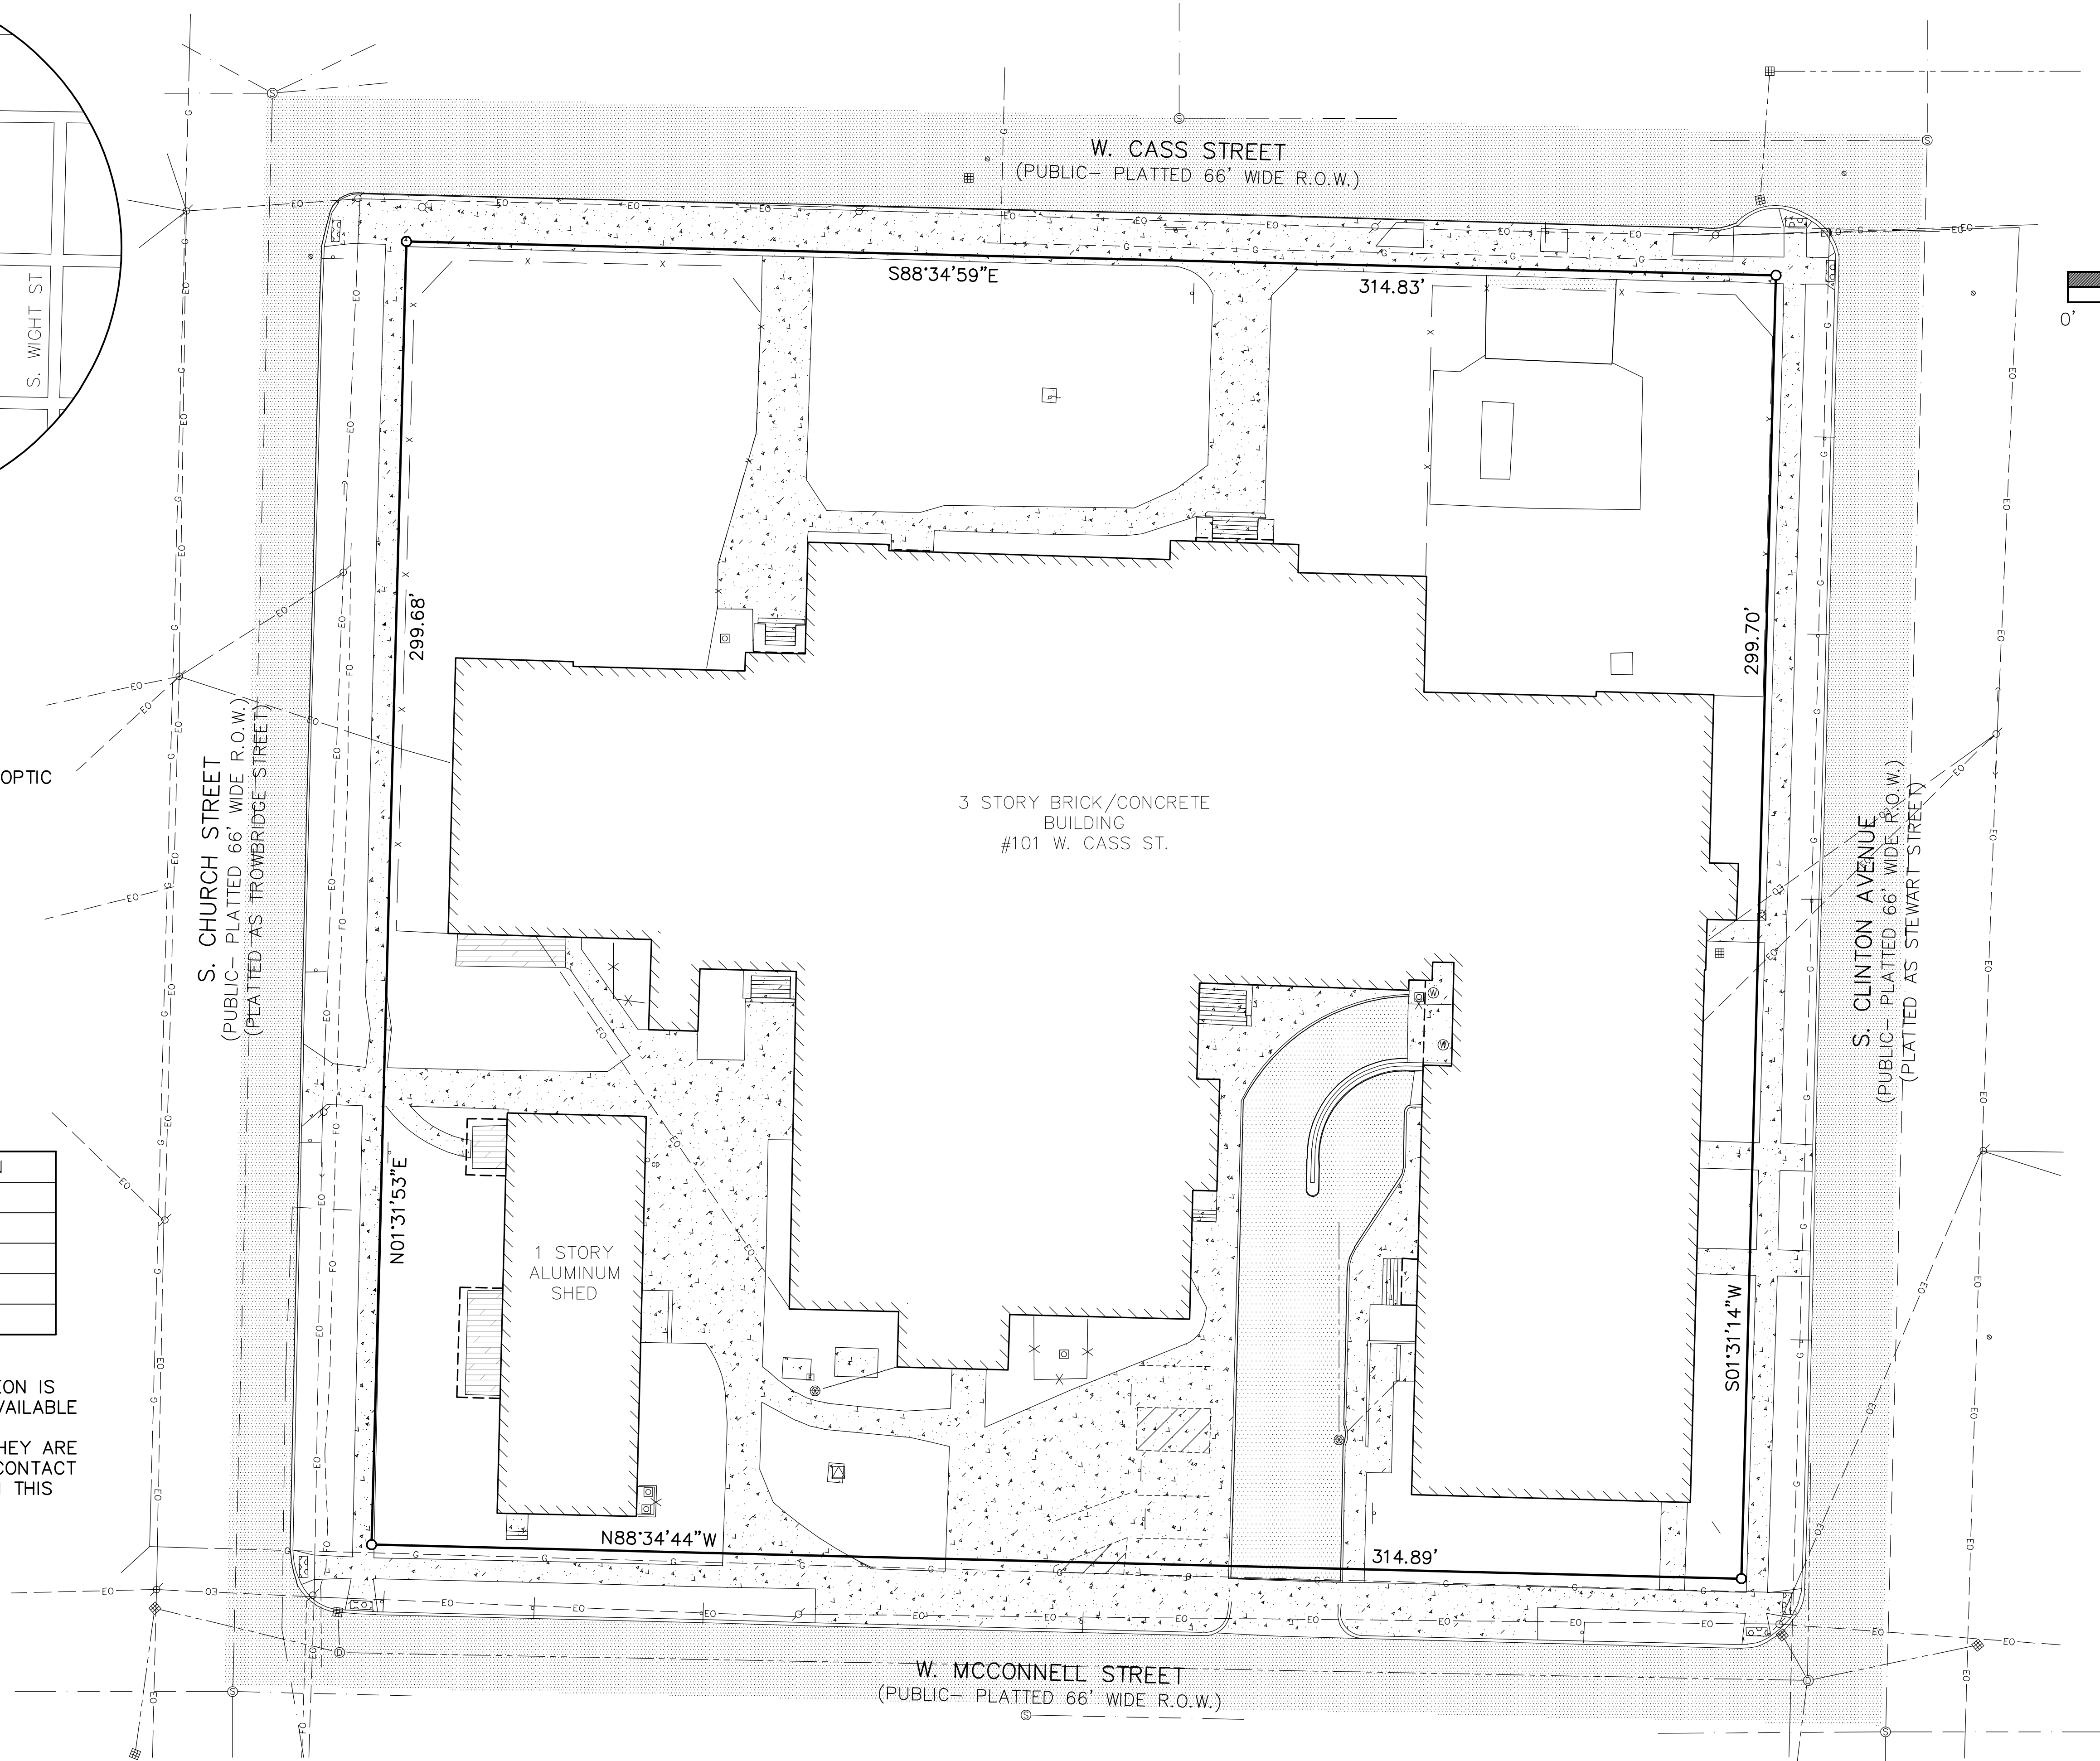 W. CASS STREET
(PUBLIC– PLATTED 66' WIDE R.O.W.)
S88°34'59"E
314.83'
S. WIGHT ST
0'
299.68'
299.70'
OPTIC
S. CHURCH STREET
(PUBLIC– PLATTED 66' WIDE R.O.W.)
(PLATTED AS TROWBRIDGE STREET)
3 STORY BRICK/CONCRETE
BUILDING
#101 W. CASS ST.
S. CLINTON AVENUE
(PUBLIC– PLATTED 66' WIDE R.O.W.)
(PLATTED AS STEWART STREET)
N01°31'53"E
1 STORY
ALUMINUM
SHED
S01°31'14"W
ON IS
VAILABLE
HEY ARE
CONTACT
THIS
N88°34'44"W
314.89'
W. MCCONNELL STREET
(PUBLIC– PLATTED 66' WIDE R.O.W.)